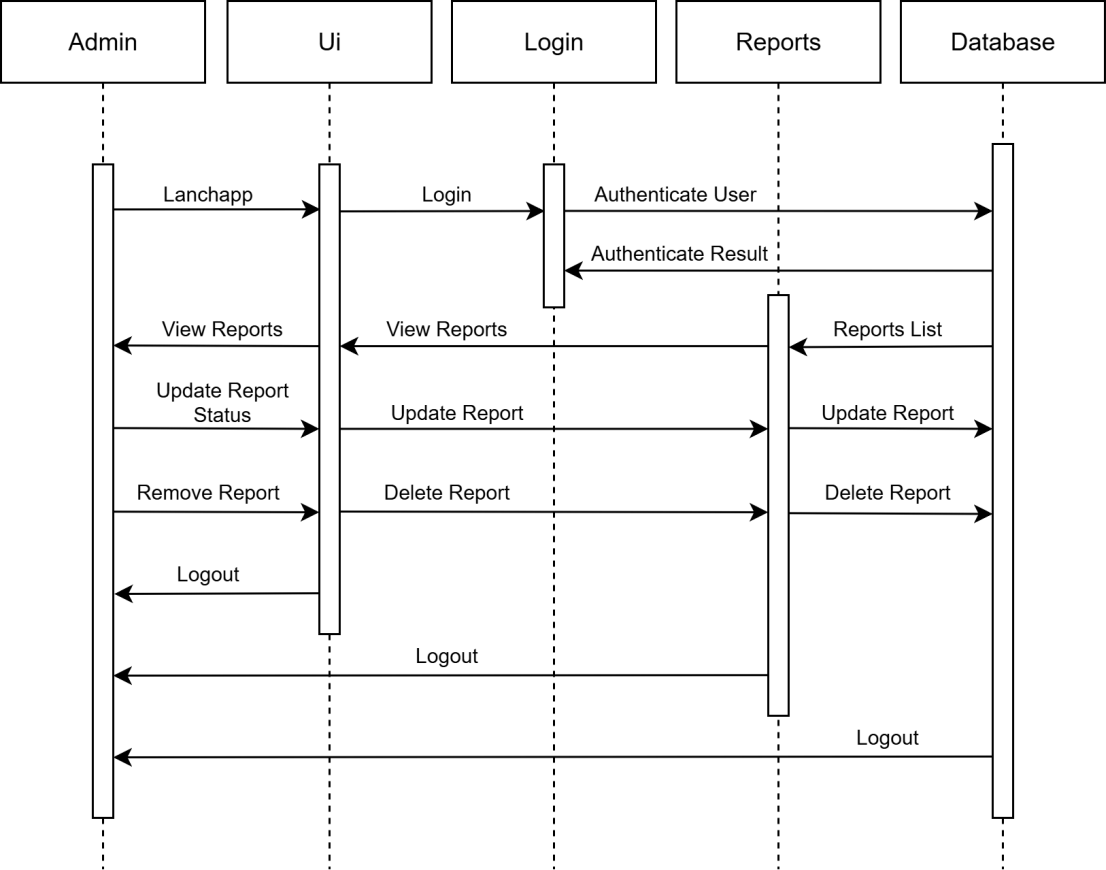 Admin
Ui
Login
Reports
Database
Lanchapp
Login
Authenticate User
Authenticate Result
View Reports
View Reports
Reports List
Update Report
Status
Update Report
Update Report
Remove Report
Delete Report
Delete Report
Logout
Logout
Logout